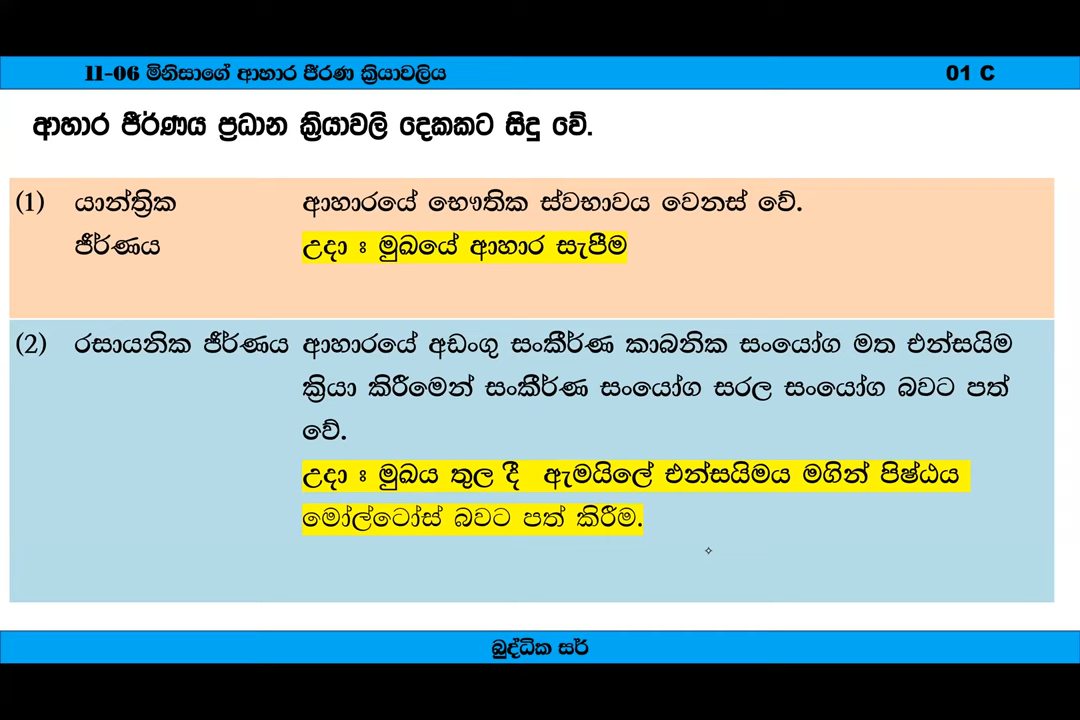 11-06 මිනිසාගේ ආහාර ජීරණ ක්‍රියාවලිය 01 C
ආහාර ජීර්ණය ප්‍රධාන ක්‍රියාවලි දෙකකට සිදු වේ.
(1) යාන්ත්‍රික ආහාරයේ භෞතික ස්වභාවය වෙනස් වේ.
ජීර්ණය උදා : මුඛයේ ආහාර සැපීම
(2) රසායනික ජීර්ණය ආහාරයේ අඩංගු සංකීර්ණ කාබනික සංයෝග මත එන්සයිම
ක්‍රියා කිරීමෙන් සංකීර්ණ සංයෝග සරල සංයෝග බවට පත්
වේ.
උදා : මුඛය තුල දී ඇමයිලේ එන්සයිමය මගින් පිෂ්ඨය
මෝල්ටෝස් බවට පත් කිරීම.
බුද්ධික සර්